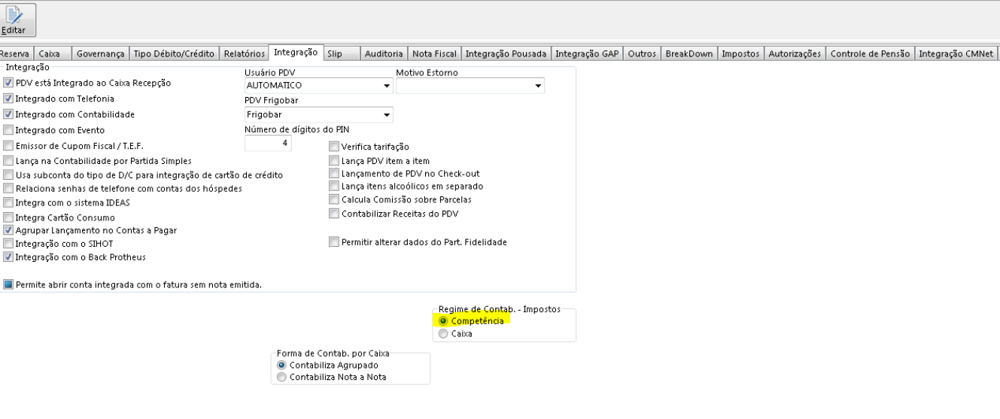 Editar
Reserva Caixa Governança Tipo Débito/Crédito Relatórios Integração Slip Auditoria Nota Fiscal Integração Pousada Integração GAP Outros BreakDown Impostos Autorizações Controle de Pensão Integração CMNet
Integração
PDV está Integrado ao Caixa Recepção
Integrado com Telefonia
Integrado com Contabilidade
Integrado com Evento
Emissor de Cupom Fiscal / T.E.F.
Lança na Contabilidade por Partida Simples
Usa subconta do tipo de D/C para integração de cartão de crédito
Relaciona senhas de telefone com contas dos hóspedes
Integra com o sistema IDEAS
Integra Cartão Consumo
Agrupar Lançamento no Contas a Pagar
Integração com o SIHOT
Integração com o Back Protheus
Permite abrir conta integrada com o fatura sem nota emitida.
Usuário PDV
AUTOMATICO
Motivo Estorno
PDV Frigobar
Frigobar
Número de dígitos do PIN
4
Verifica tarifação
Lança PDV item a item
Lançamento de PDV no Check-out
Lança itens alcoólicos em separado
Calcula Comissão sobre Parcelas
Contabilizar Receitas do PDV
Permitir alterar dados do Part. Fidelidade
Regime de Contab. - Impostos
Competência
Caixa
Forma de Contab. por Caixa
Contabiliza Agrupado
Contabiliza Nota a Nota